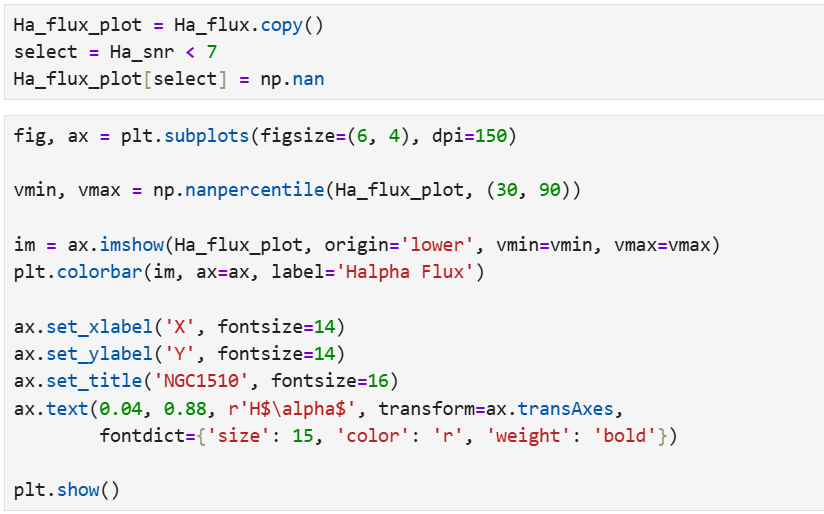 Ha_flux_plot = Ha_flux.copy()
select = Ha_snr < 7
Ha_flux_plot[select] = np.nan
fig, ax = plt.subplots(figsize=(6, 4), dpi=150)
vmin, vmax = np.nanpercentile(Ha_flux_plot, (30, 90))
im = ax.imshow(Ha_flux_plot, origin='lower', vmin=vmin, vmax=vmax)
plt.colorbar(im, ax=ax, label='Halpha Flux')
ax.set_xlabel('X', fontsize=14)
ax.set_ylabel('Y', fontsize=14)
ax.set_title('NGC1510', fontsize=16)
ax.text(0.04, 0.88, r'H$\alpha$', transform=ax.transAxes,
        fontdict={'size': 15, 'color': 'r', 'weight': 'bold'})
plt.show()